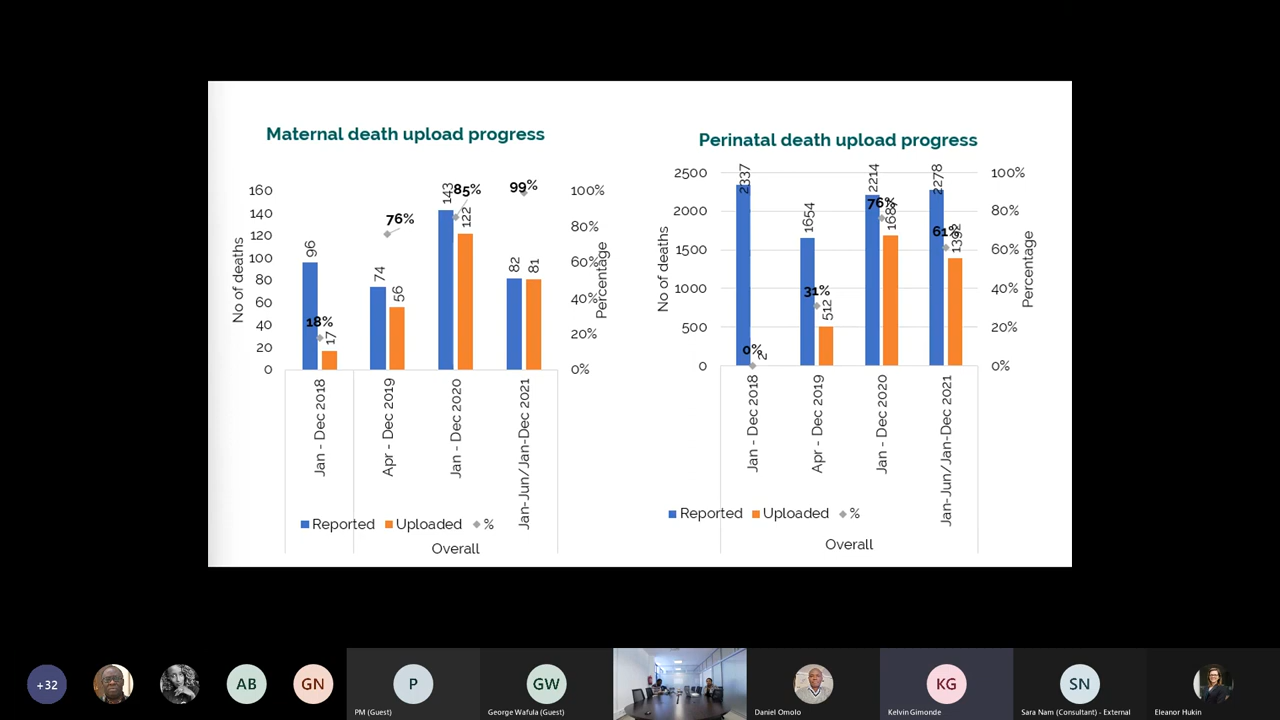 Maternal death upload progress
160
140
120
100
80
60
40
20
0
No of deaths
96
18%
17
74
76%
56
143
85%
122
82
99%
81
100%
80%
60%
40%
20%
0%
Percentage
Jan - Dec 2018
Apr - Dec 2019
Jan - Dec 2020
Jan-Jun/Jan-Dec 2021
Reported Uploaded %
Overall
Perinatal death upload progress
2500
2000
1500
1000
500
0
No of deaths
2337
0%
2
1654
31%
512
2214
76%
2278
61%
1392
100%
80%
60%
40%
20%
0%
Percentage
Jan - Dec 2018
Apr - Dec 2019
Jan - Dec 2020
Jan-Jun/Jan-Dec 2021
Reported Uploaded %
Overall
+32
AB
GN
P
PM (Guest)
GW
George Wafula (Guest)
Daniel Omolo
KG
Kelvin Gimonde
SN
Sara Nam (Consultant) - External
Eleanor Hukin